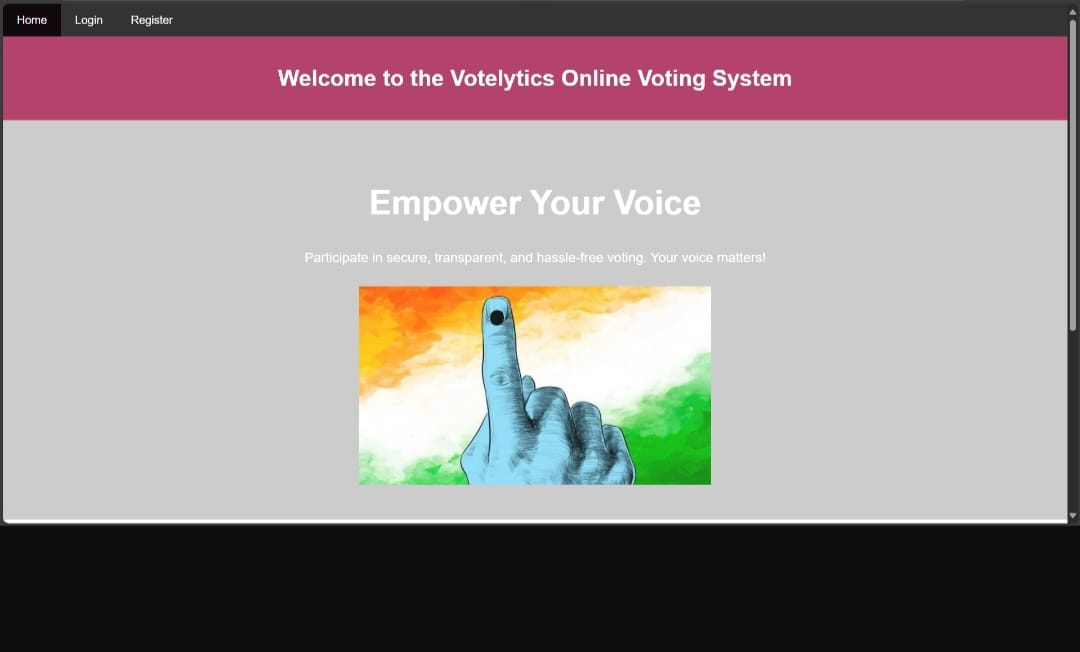 Home Login Register
Welcome to the Votelytics Online Voting System
Empower Your Voice
Participate in secure, transparent, and hassle-free voting. Your voice matters!